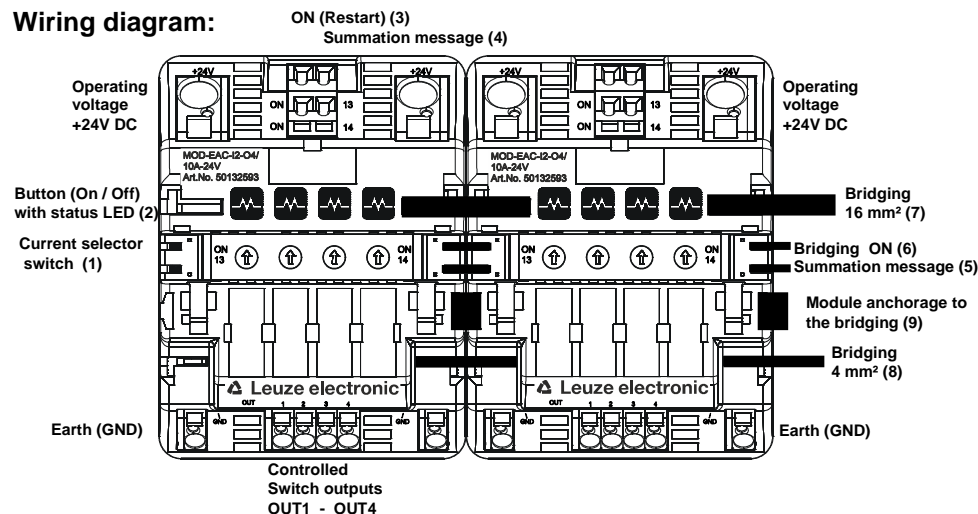 Wiring diagram:
ON (Restart) (3)
Summation message (4)
Operating
voltage
+24V DC
+24V
+24V
+24V
+24V
Operating
voltage
+24V DC
ON 13
ON 14
ON 13
ON 14
MOD-EAC-I2-O4/
10A-24V
Art.No. 50132593
MOD-EAC-I2-O4/
10A-24V
Art.No. 50132593
Button (On / Off)
with status LED (2)
Bridging
16 mm² (7)
Current selector
switch (1)
ON
13
ON
14
ON
13
ON
14
Bridging ON (6)
Summation message (5)
Module anchorage to
the bridging (9)
Bridging
4 mm² (8)
Leuze electronic
Leuze electronic
OUT 1 2 3 4
OUT 1 2 3 4
GND
GND
GND
GND
Earth (GND)
Earth (GND)
Controlled
Switch outputs
OUT1 - OUT4